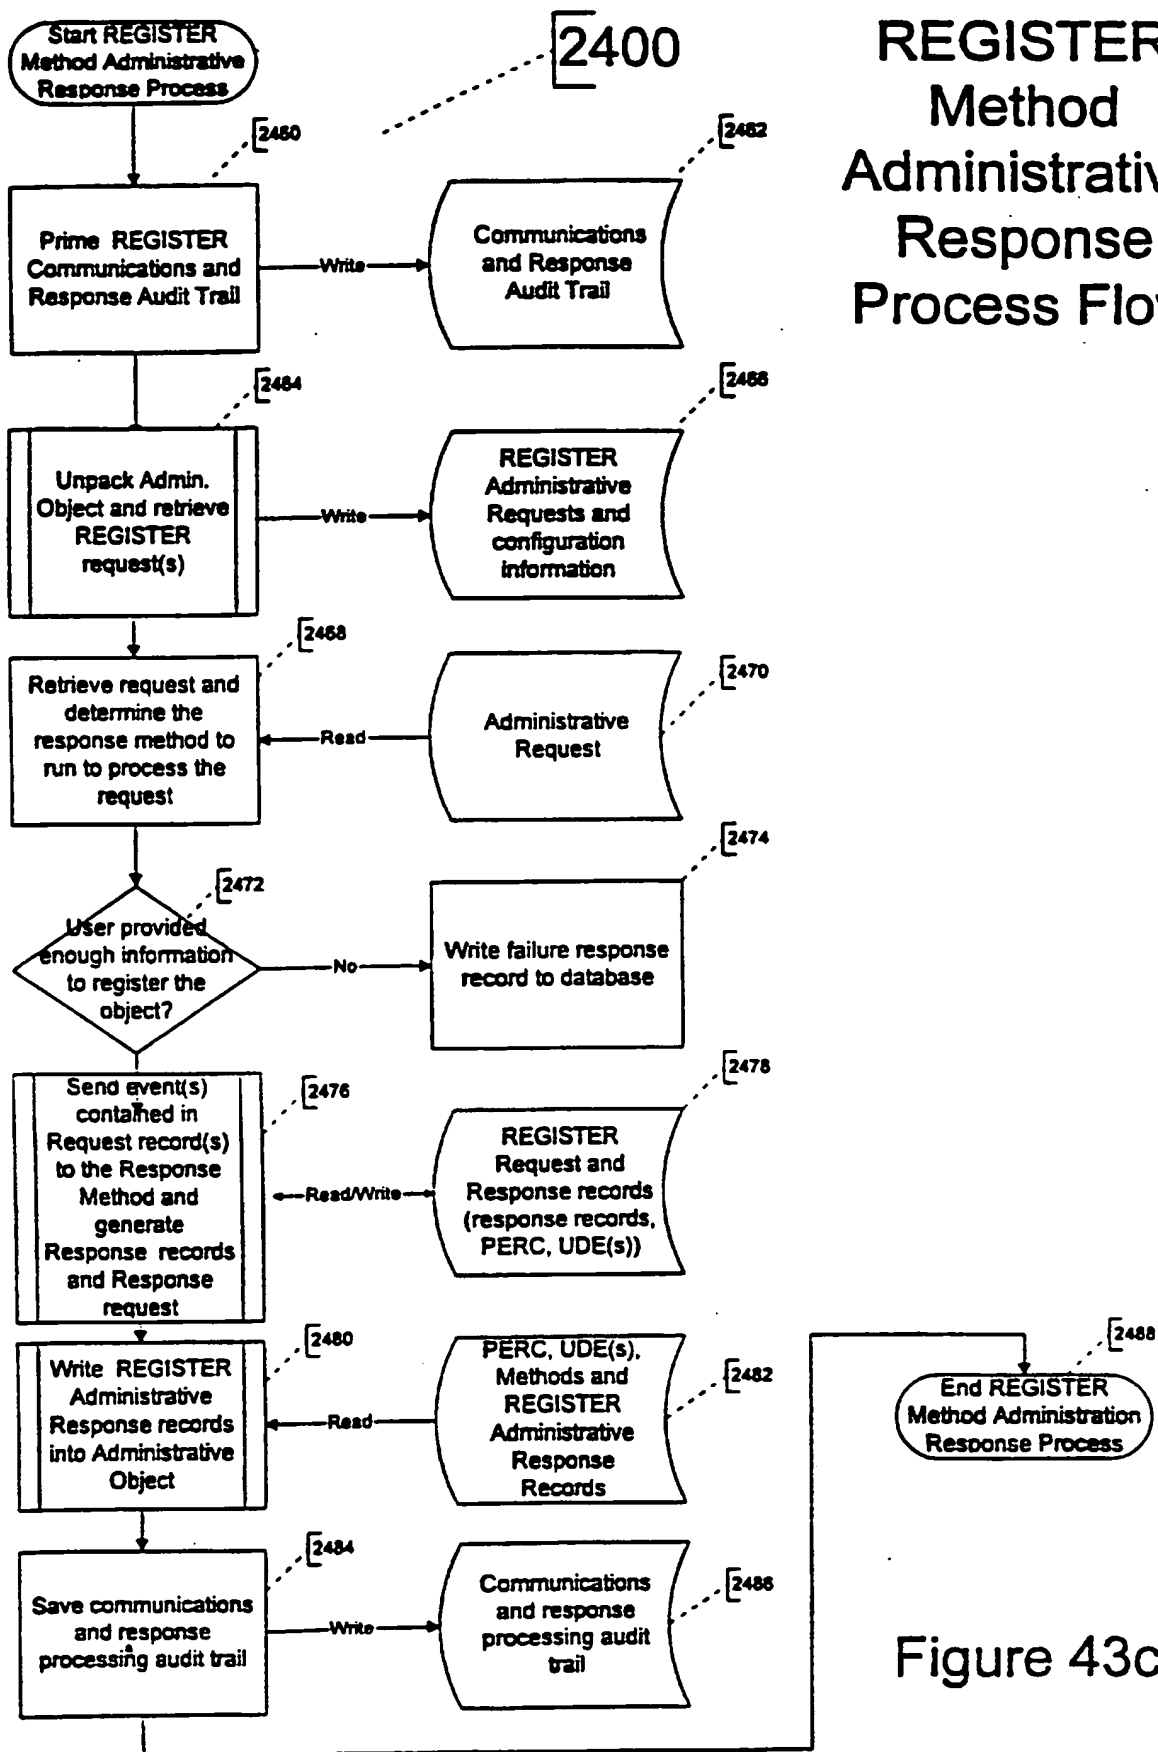 Start REGISTER
Method Administrative
Response Process
2400
REGISTER
Method
Administrativ
Response
Process Flo
2460
2462
Prime REGISTER
Communications and
Response Audit Trail
Write
Communications
and Response
Audit Trail
2464
2466
Unpack Admin.
Object and retrieve
REGISTER
request(s)
Write
REGISTER
Administrative
Requests and
configuration
information
2468
2470
Retrieve request and
determine the
response method to
run to process the
request
Read
Administrative
Request
2472
2474
User provided
enough information
to register the
object?
No
Write failure response
record to database
2476
2478
Send event(s)
contained in
Request record(s)
to the Response
Method and
generate
Response records
and Response
request
Read/Write
REGISTER
Request and
Response records
(response records,
PERC, UDE(s))
2480
2482
Write REGISTER
Administrative
Response records
into Administrative
Object
Read
PERC, UDE(s),
Methods and
REGISTER
Administrative
Response
Records
2488
End REGISTER
Method Administration
Response Process
2484
2486
Save communications
and response
processing audit trail
Write
Communications
and response
processing audit
trail
Figure 43c